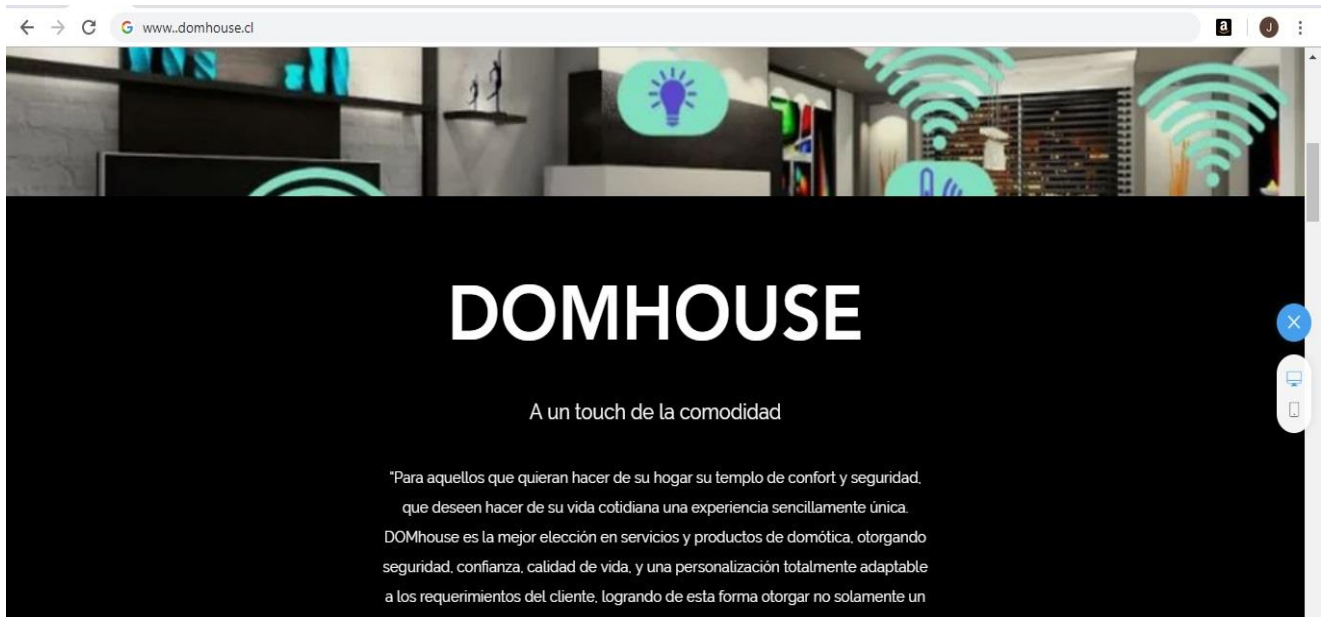 www..domhouse.cl
a
J
DOMHOUSE
A un touch de la comodidad
"Para aquellos que quieran hacer de su hogar su templo de confort y seguridad,
que deseen hacer de su vida cotidiana una experiencia sencillamente única.
DOMhouse es la mejor elección en servicios y productos de domótica, otorgando
seguridad, confianza, calidad de vida, y una personalización totalmente adaptable
a los requerimientos del cliente, logrando de esta forma otorgar no solamente un